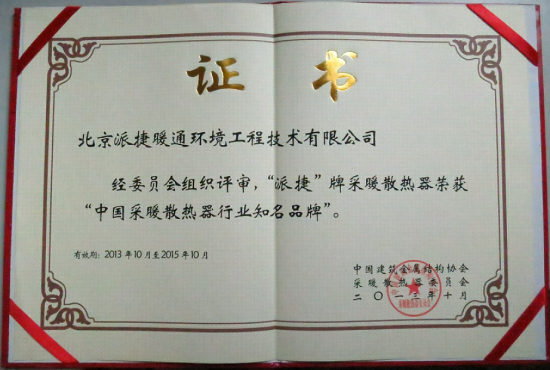 证书
北京派捷暖通环境工程技术有限公司
经委员会组织评审，“派捷”牌采暖散热器荣获
“中国采暖散热器行业知名品牌”。
有效期：2013年10月至2015年10月
中国建筑金属结构协会
采暖散热器委员会
二〇一三年十月